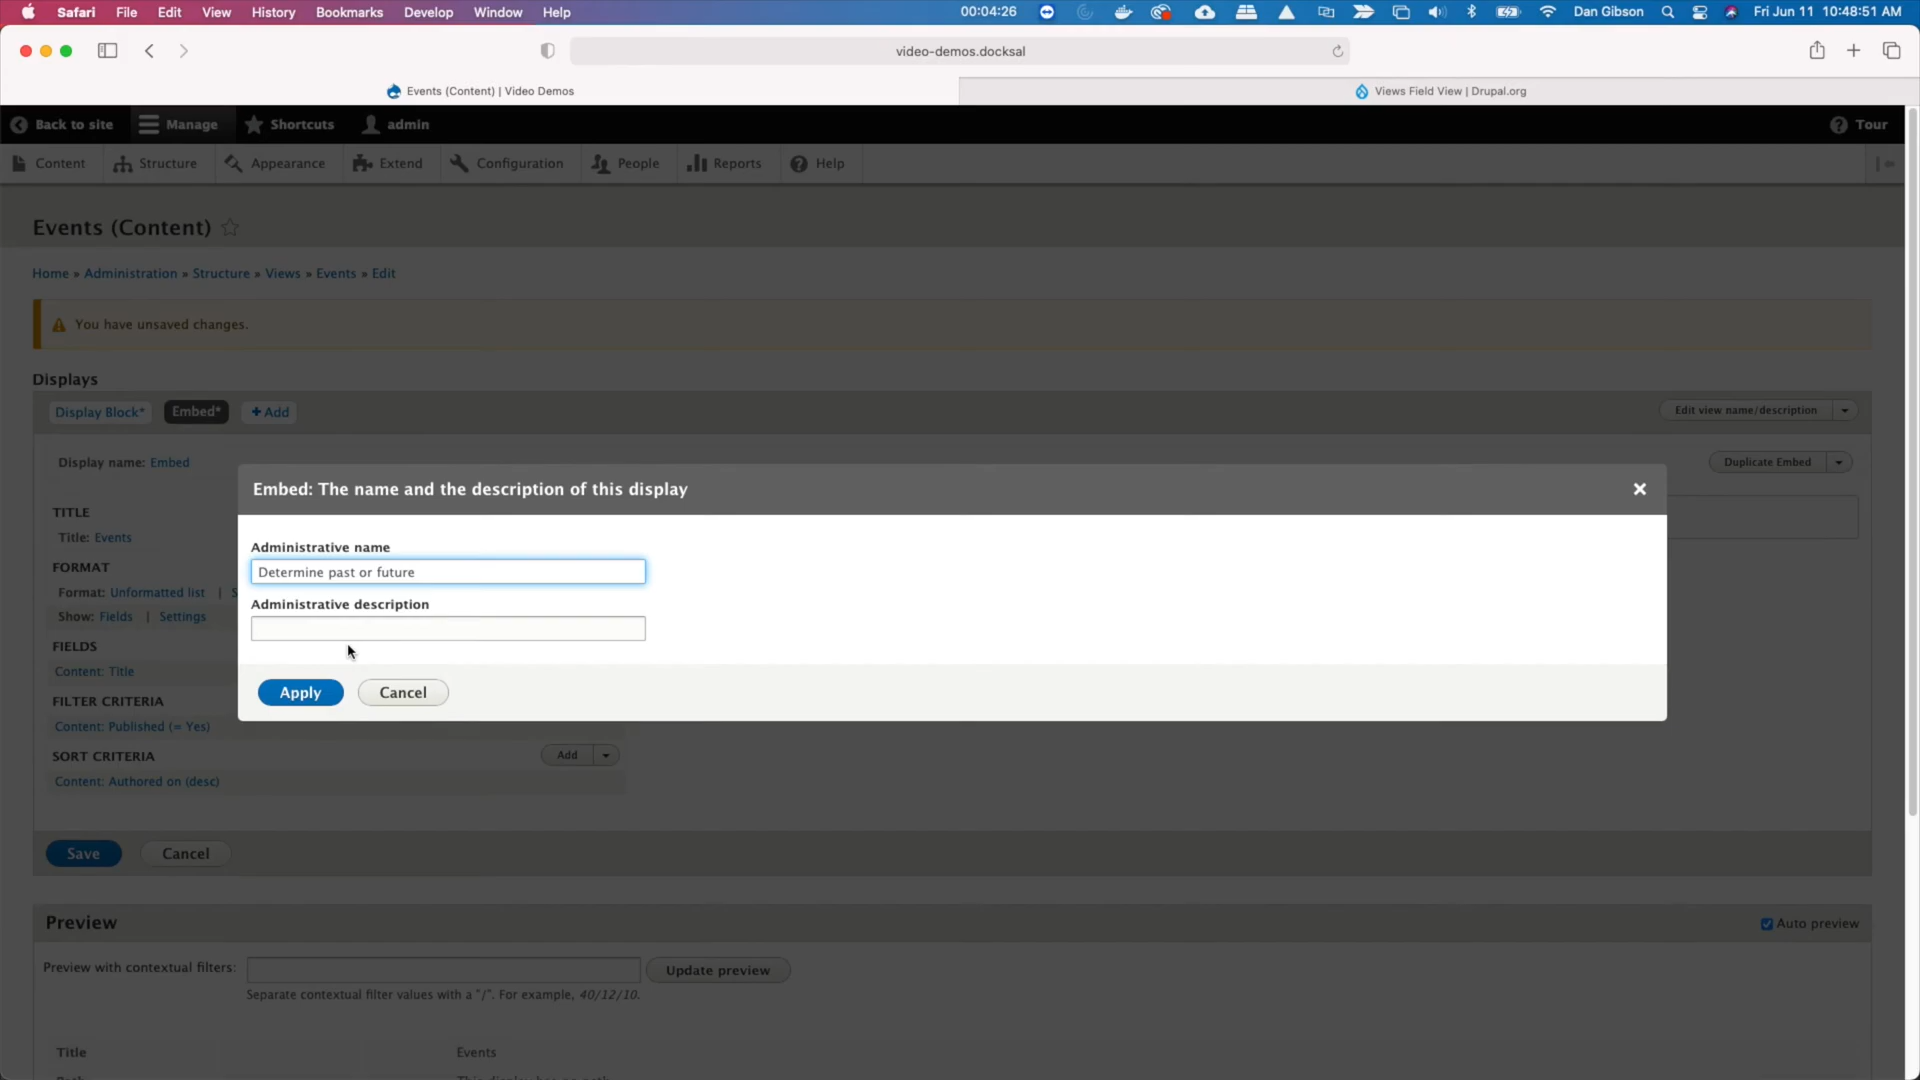 Safari File Edit View History Bookmarks Develop Window Help 00:04:26 Dan Gibson Fri Jun 11 10:48:51 AM
video-demos.docksal
Events (Content) | Video Demos
Views Field View | Drupal.org
Back to site Manage Shortcuts admin Tour
Content Structure Appearance Extend Configuration People Reports Help
Events (Content)
Home » Administration » Structure » Views » Events » Edit
You have unsaved changes.
Displays
Display Block* Embed* + Add Edit view name/description
Display name: Embed Duplicate Embed
Embed: The name and the description of this display
TITLE
Title: Events
Administrative name
FORMAT
Determine past or future
Format: Unformatted list |
Administrative description
Show: Fields | Settings
FIELDS
Content: Title
Apply Cancel
FILTER CRITERIA
Content: Published (= Yes)
SORT CRITERIA Add
Content: Authored on (desc)
Save Cancel
Preview Auto preview
Preview with contextual filters: Update preview
Separate contextual filter values with a "/". For example, 40/12/10.
Title Events